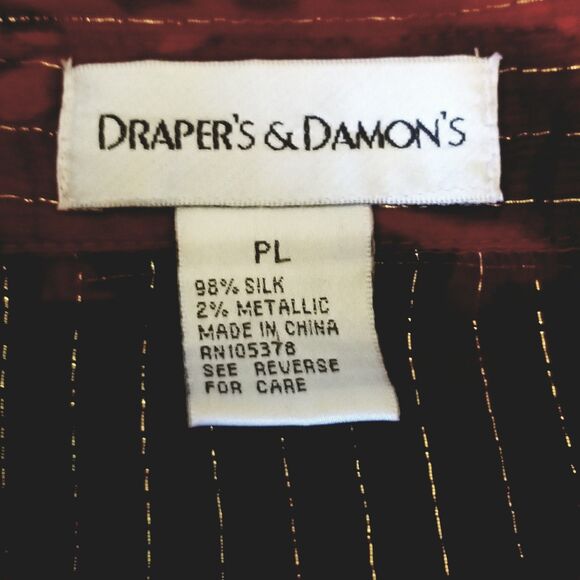 DRAPER'S & DAMON'S
PL
98% SILK
2% METALLIC
MADE IN CHINA
RN105378
SEE REVERSE
FOR CARE